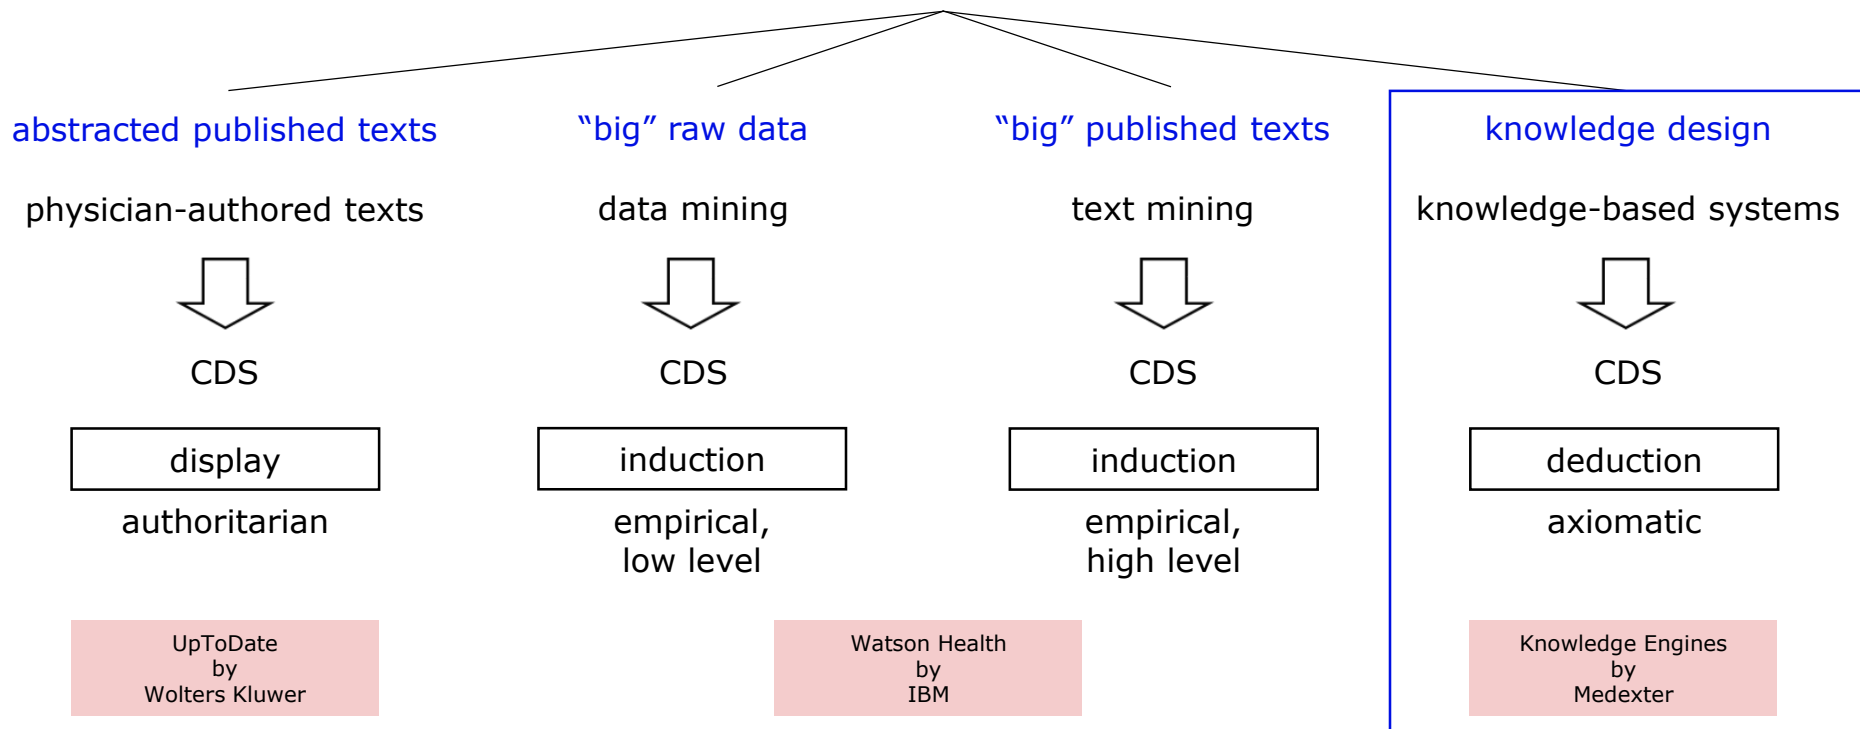 abstracted published texts
physician-authored texts
CDS
display
authoritarian
UpToDate
by
Wolters Kluwer
“big” raw data
data mining
CDS
induction
empirical,
low level
“big” published texts
text mining
CDS
induction
empirical,
high level
Watson Health
by
IBM
knowledge design
knowledge-based systems
CDS
deduction
axiomatic
Knowledge Engines
by
Medexter